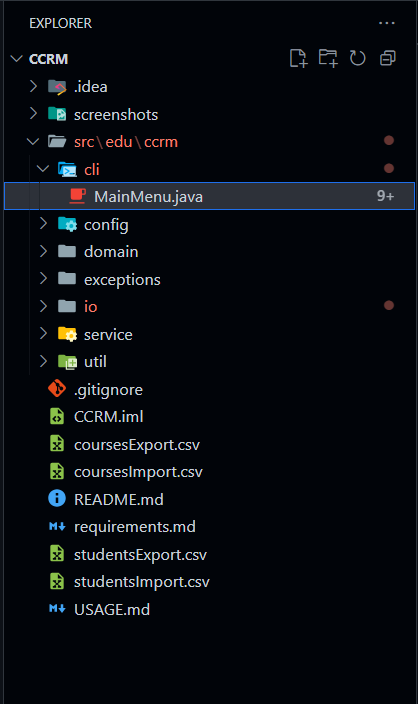 EXPLORER
CCRM
.idea
screenshots
src\edu\ccrm
cli
MainMenu.java 9+
config
domain
exceptions
io
service
util
.gitignore
CCRM.iml
coursesExport.csv
coursesImport.csv
README.md
requirements.md
studentsExport.csv
studentsImport.csv
USAGE.md